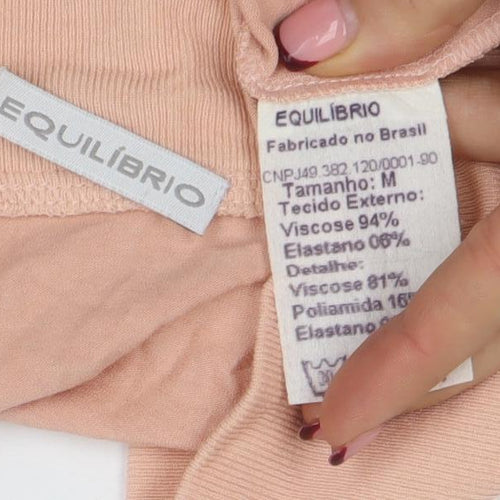 EQUILÍBRIO
EQUILÍBRIO
Fabricado no Brasil
CNPJ49.382.120/0001-90
Tamanho: M
Tecido Externo:
Viscose 94%
Elastano 06%
Detalhe:
Viscose 81%
Poliamida
Elastano